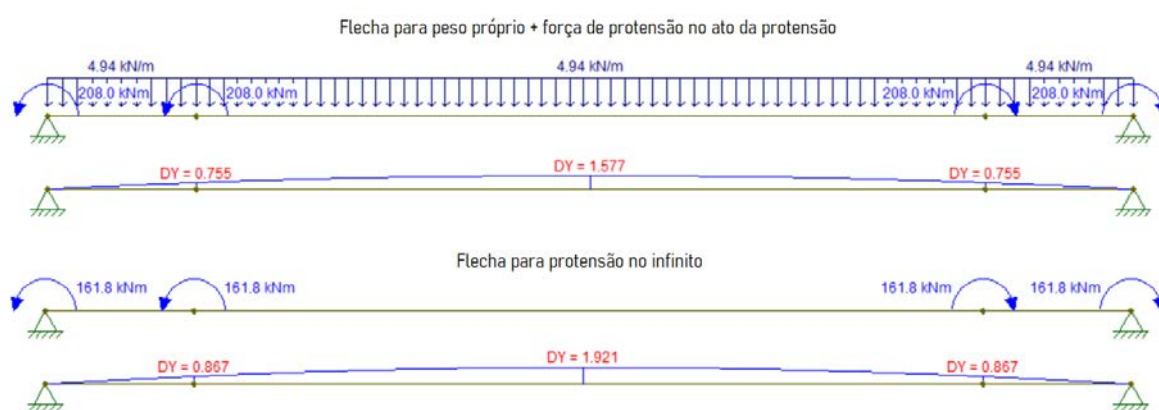 Flecha para peso próprio + força de protensão no ato da protensão
4.94 kN/m 4.94 kN/m 4.94 kN/m
208.0 kNm 208.0 kNm 208.0 kNm 208.0 kNm
DY = 0.755 DY = 1.577 DY = 0.755
Flecha para protensão no infinito
161.8 kNm 161.8 kNm 161.8 kNm 161.8 kNm
DY = 0.867 DY = 1.921 DY = 0.867